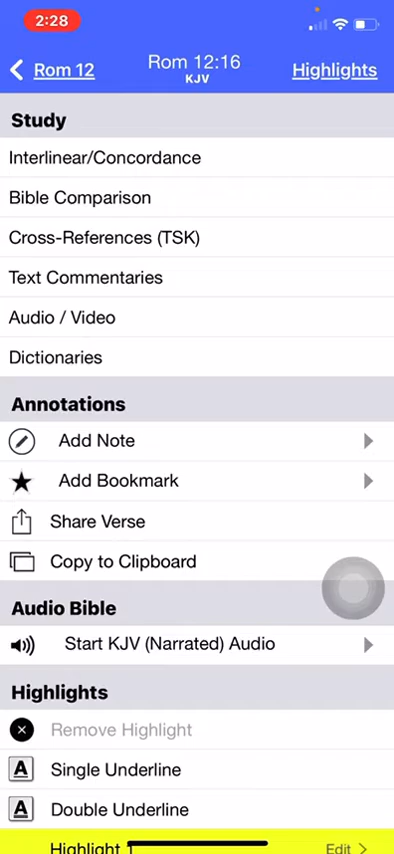 2:28
Rom 12
Rom 12:16
KJV
Highlights
Study
Interlinear/Concordance
Bible Comparison
Cross-References (TSK)
Text Commentaries
Audio / Video
Dictionaries
Annotations
Add Note
Add Bookmark
Share Verse
Copy to Clipboard
Audio Bible
Start KJV (Narrated) Audio
Highlights
Remove Highlight
A Single Underline
A Double Underline
Highlight 1 Edit